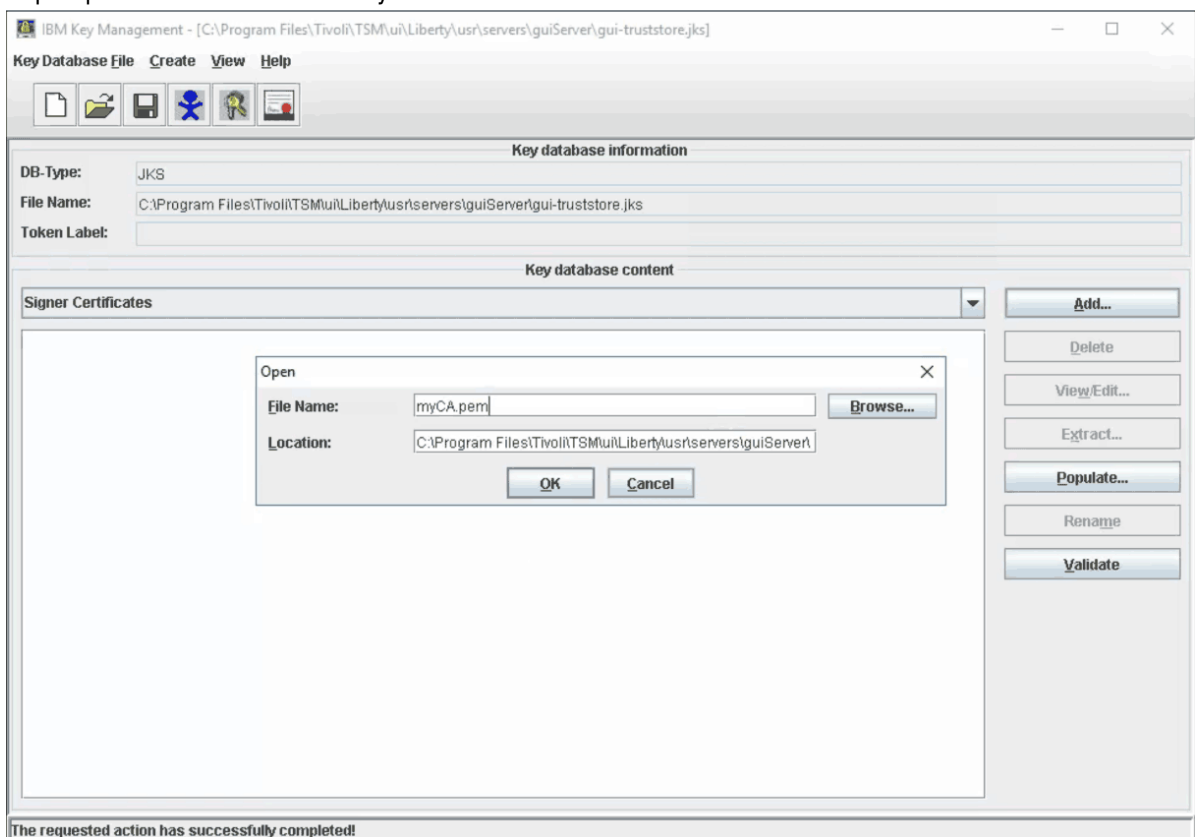 IBM Key Management - [C:\Program Files\Tivoli\TSM\ui\Liberty\usr\servers\guiServer\gui-truststore.jks]
Key Database File Create View Help
Key database information
DB-Type: JKS
File Name: C:\Program Files\Tivoli\TSM\ui\Liberty\usr\servers\guiServer\gui-truststore.jks
Token Label:
Key database content
Signer Certificates
Add...
Delete
View/Edit...
Extract...
Populate...
Rename
Validate
Open
File Name: myCA.pem Browse...
Location: C:\Program Files\Tivoli\TSM\ui\Liberty\usr\servers\guiServer\
OK Cancel
The requested action has successfully completed!